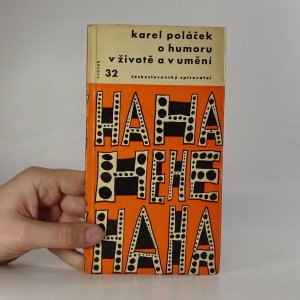 karel poláček
o humoru
v životě a v umění
32
československý spisovatel
HAHA
HEHE
HAHA